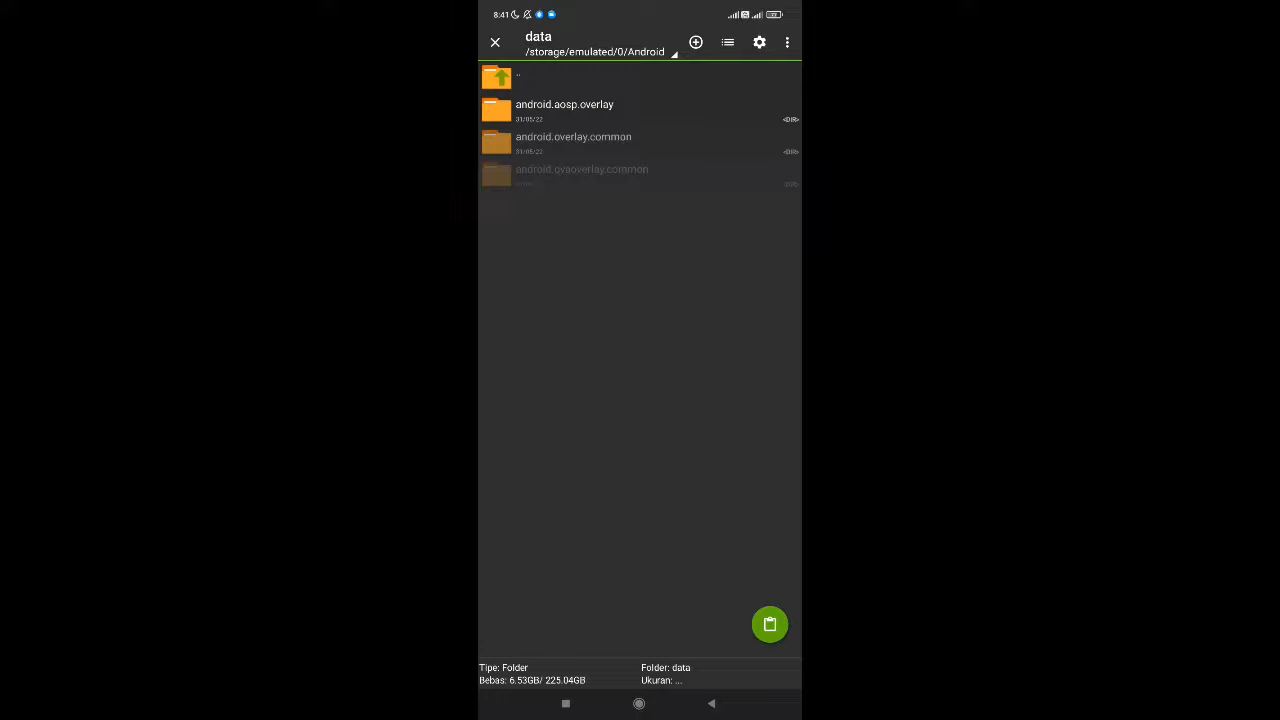 8:41
data
/storage/emulated/0/Android
..
android.aosp.overlay
31/05/22
<DIR>
android.overlay.common
31/05/22
<DIR>
android.qvaoverlay.common
Tipe: Folder
Folder: data
Bebas: 6.53GB/ 225.04GB
Ukuran: ...